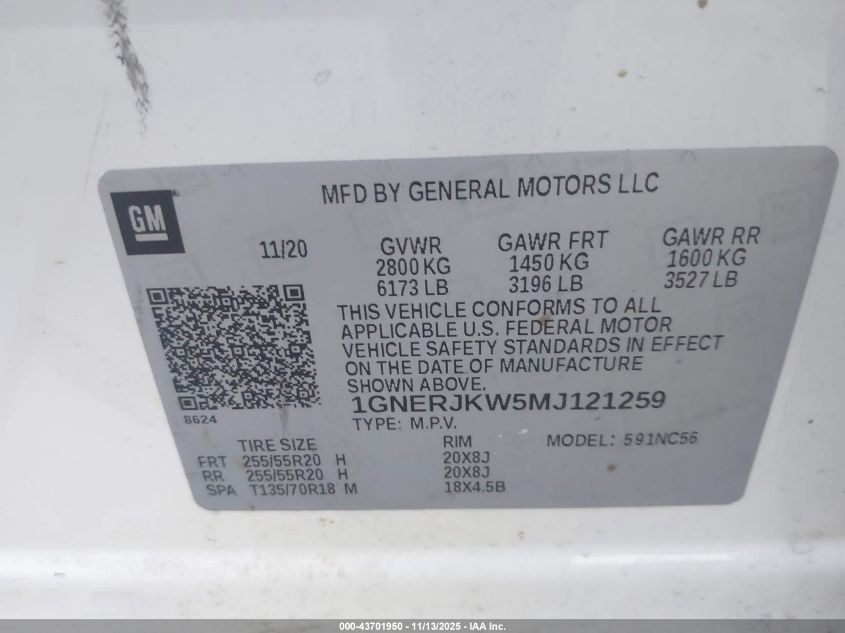 GM
MFD BY GENERAL MOTORS LLC
11/20
GVWR GAWR FRT GAWR RR
2800 KG 1450 KG 1600 KG
6173 LB 3196 LB 3527 LB
THIS VEHICLE CONFORMS TO ALL
APPLICABLE U.S. FEDERAL MOTOR
VEHICLE SAFETY STANDARDS IN EFFECT
ON THE DATE OF MANUFACTURE
SHOWN ABOVE.
1GNERJKW5MJ121259
8624
TYPE: M.P.V.
TIRE SIZE RIM MODEL: 591NC56
FRT 255/55R20 H 20X8J
RR 255/55R20 H 20X8J
SPA T135/70R18 M 18X4.5B
000-43701950 - 11/13/2025 - IAA Inc.